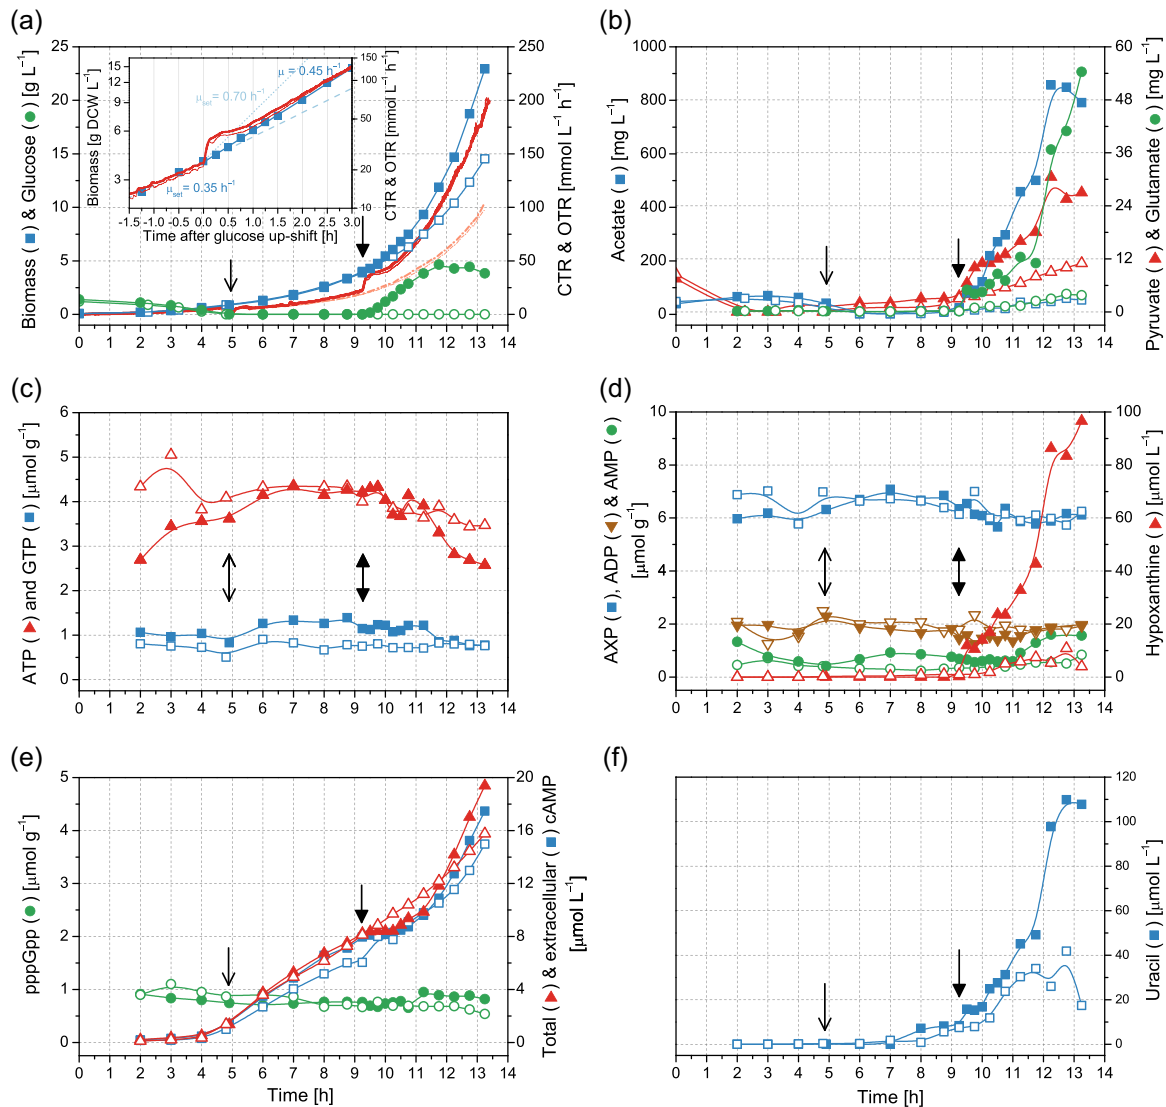 (a)
Biomass ( ■ ) & Glucose ( ● ) [g L⁻¹]
25
20
15
10
5
0
250
200
150
100
50
0
CTR & OTR [mmol L⁻¹ h⁻¹]
0 1 2 3 4 5 6 7 8 9 10 11 12 13 14
Biomass [g DCW L⁻¹]
15
12
9
6
3
150
100
50
20
10
CTR & OTR [mmol L⁻¹ h⁻¹]
μ = 0.45 h⁻¹
μset = 0.70 h⁻¹
μset = 0.35 h⁻¹
-1.5 -1.0 -0.5 0.0 0.5 1.0 1.5 2.0 2.5 3.0
Time after glucose up-shift [h]
(b)
Acetate ( ■ ) [mg L⁻¹]
1000
800
600
400
200
0
60
48
36
24
12
0
Pyruvate ( ▲ ) & Glutamate ( ● ) [mg L⁻¹]
0 1 2 3 4 5 6 7 8 9 10 11 12 13 14
(c)
ATP ( ▲ ) and GTP ( ■ ) [μmol g⁻¹]
6
5
4
3
2
1
0
0 1 2 3 4 5 6 7 8 9 10 11 12 13 14
(d)
AXP ( ■ ), ADP ( ▼ ) & AMP ( ● )
[μmol g⁻¹]
10
8
6
4
2
0
100
80
60
40
20
0
Hypoxanthine ( ▲ ) [μmol L⁻¹]
0 1 2 3 4 5 6 7 8 9 10 11 12 13 14
(e)
pppGpp ( ● ) [μmol g⁻¹]
5
4
3
2
1
0
20
16
12
8
4
0
Total ( ▲ ) & extracellular ( ■ ) cAMP
[μmol L⁻¹]
0 1 2 3 4 5 6 7 8 9 10 11 12 13 14
Time [h]
(f)
120
100
80
60
40
20
0
Uracil ( ■ ) [μmol L⁻¹]
0 1 2 3 4 5 6 7 8 9 10 11 12 13 14
Time [h]